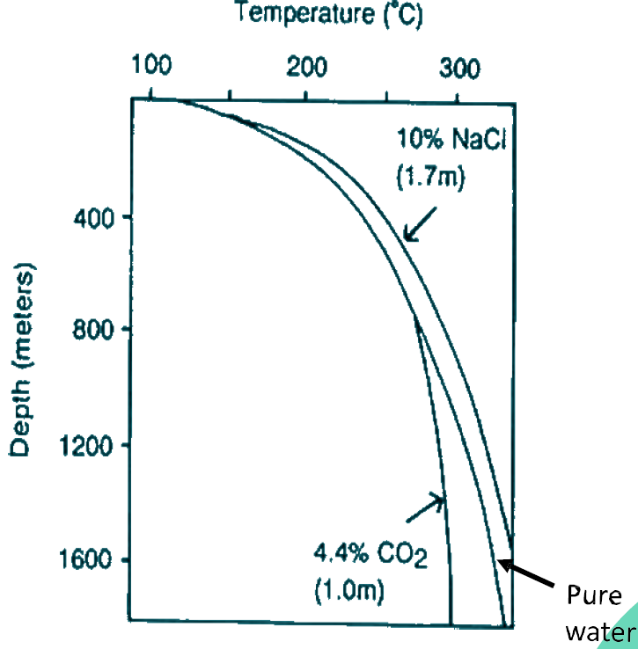 Temperature (°C)
100 200 300
10% NaCl
(1.7m)
400
800
1200
1600
Depth (meters)
4.4% CO2
(1.0m)
Pure
water